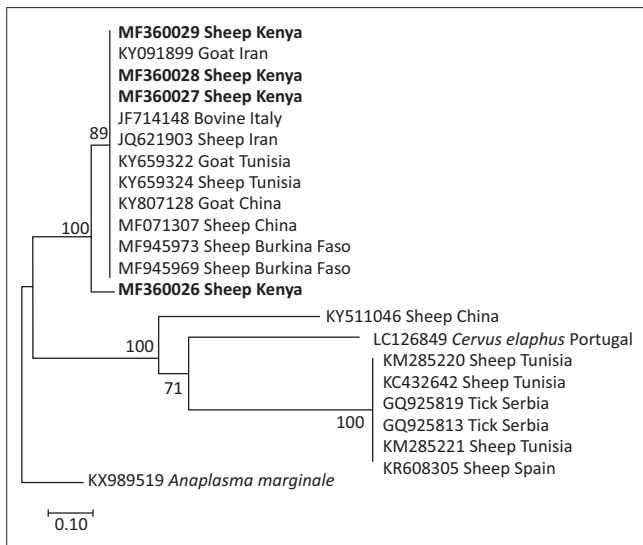 MF360029 Sheep Kenya
KY091899 Goat Iran
MF360028 Sheep Kenya
MF360027 Sheep Kenya
JF714148 Bovine Italy
89
JQ621903 Sheep Iran
KY659322 Goat Tunisia
KY659324 Sheep Tunisia
KY807128 Goat China
MF071307 Sheep China
100
MF945973 Sheep Burkina Faso
MF945969 Sheep Burkina Faso
MF360026 Sheep Kenya
KY511046 Sheep China
LC126849 Cervus elaphus Portugal
100
KM285220 Sheep Tunisia
71
KC432642 Sheep Tunisia
GQ925819 Tick Serbia
100
GQ925813 Tick Serbia
KM285221 Sheep Tunisia
KR608305 Sheep Spain
KX989519 Anaplasma marginale
0.10